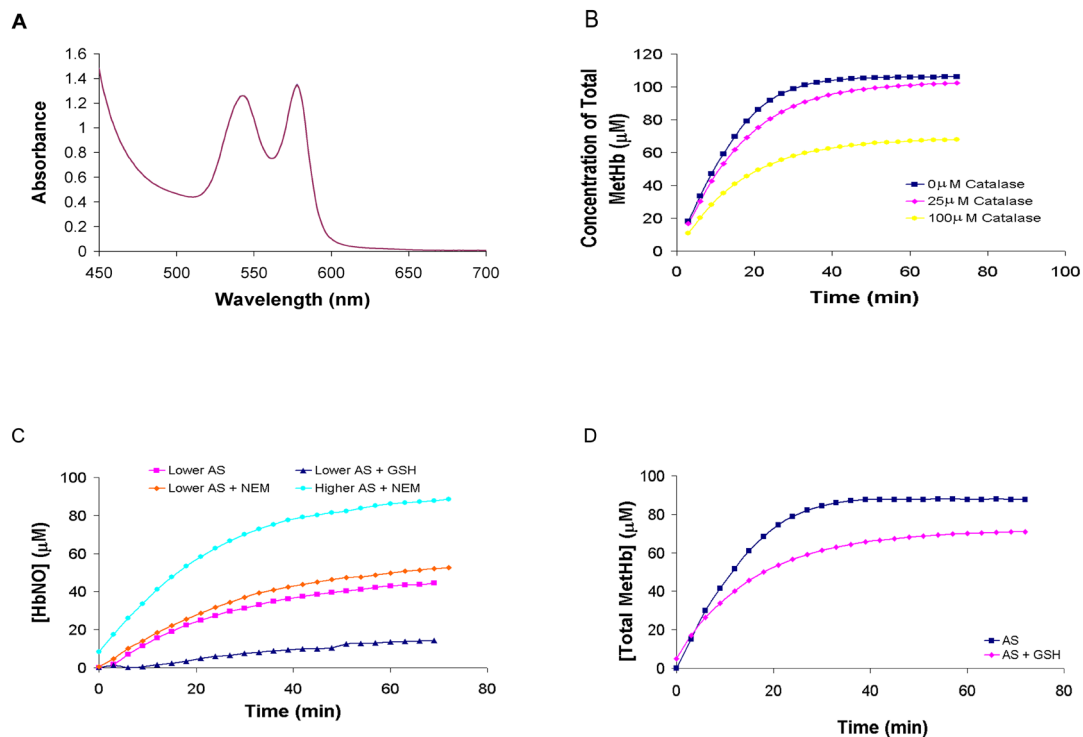 A
Absorbance
1.6
1.4
1.2
1
0.8
0.6
0.4
0.2
0
450 500 550 600 650 700
Wavelength (nm)
B
Concentration of Total
MetHb (μM)
120
100
80
60
40
20
0
0μM Catalase
25μM Catalase
100μM Catalase
0 20 40 60 80 100
Time (min)
C
Lower AS Lower AS + GSH
Lower AS + NEM Higher AS + NEM
[HbNO] (μM)
100
80
60
40
20
0
0 20 40 60 80
Time (min)
D
[Total MetHb] (μM)
100
80
60
40
20
0
AS
AS + GSH
0 20 40 60 80
Time (min)